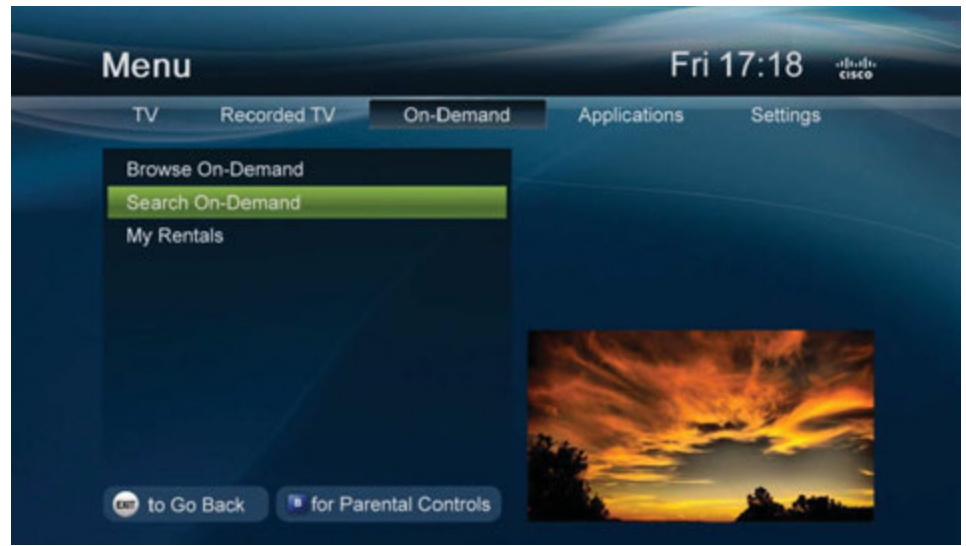 Menu
Fri 17:18
CISCO
TV Recorded TV On-Demand Applications Settings
Browse On-Demand
Search On-Demand
My Rentals
EXIT to Go Back B for Parental Controls